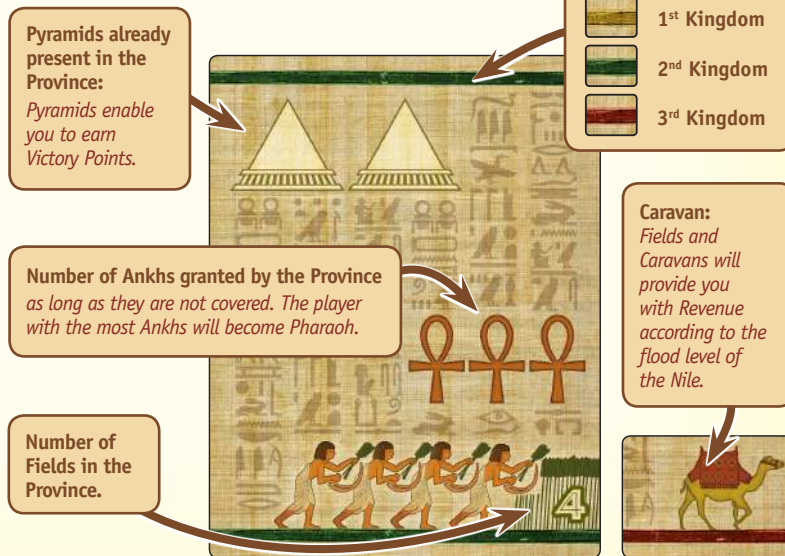 Pyramids already
present in the
Province:
Pyramids enable
you to earn
Victory Points.
1st Kingdom
2nd Kingdom
3rd Kingdom
Number of Ankhs granted by the Province
as long as they are not covered. The player
with the most Ankhs will become Pharaoh.
Caravan:
Fields and
Caravans will
provide you
with Revenue
according to the
flood level of
the Nile.
Number of
Fields in the
Province.
4